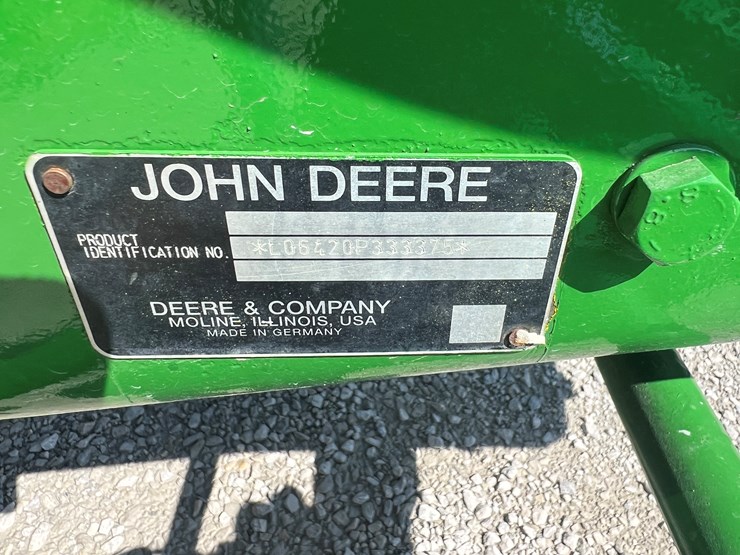 JOHN DEERE
PRODUCT
IDENTIFICATION NO.
*L06420P333375*
DEERE & COMPANY
MOLINE, ILLINOIS, USA
MADE IN GERMANY